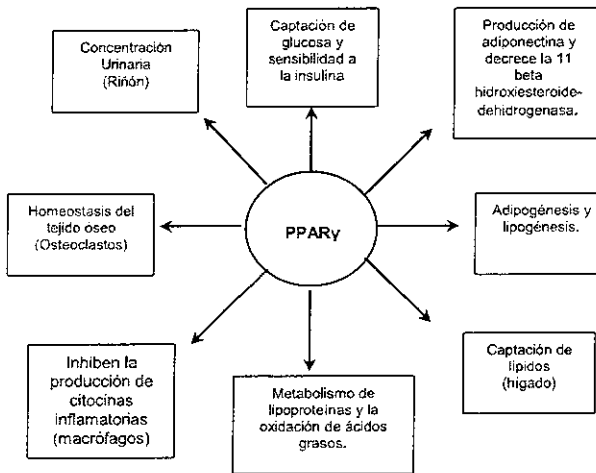 Concentración
Urinaria
(Riñón)
Captación de
glucosa y
sensibilidad a
la insulina
Producción de
adiponectina y
decrece la 11
beta
hidroxiesteroide-
dehidrogenasa.
Homeostasis del
tejido óseo
(Osteoclastos)
PPARγ
Adipogénesis y
lipogénesis.
Inhiben la
producción de
citocinas
inflamatorias
(macrófagos)
Metabolismo de
lipoproteínas y la
oxidación de ácidos
grasos.
Captación de
lípidos
(hígado)